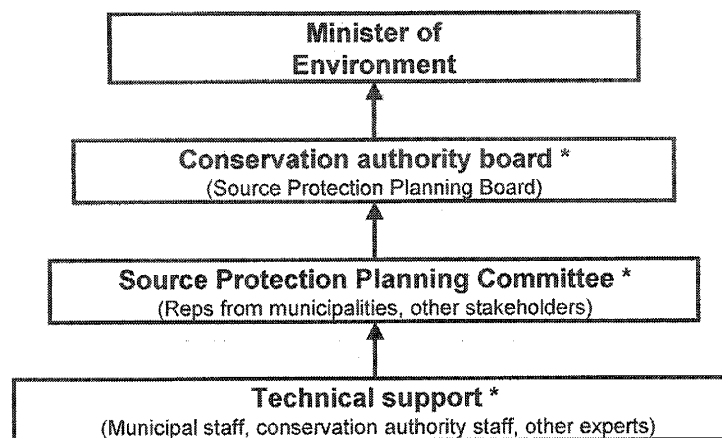 Minister of
Environment
Conservation authority board *
(Source Protection Planning Board)
Source Protection Planning Committee *
(Reps from municipalities, other stakeholders)
Technical support *
(Municipal staff, conservation authority staff, other experts)